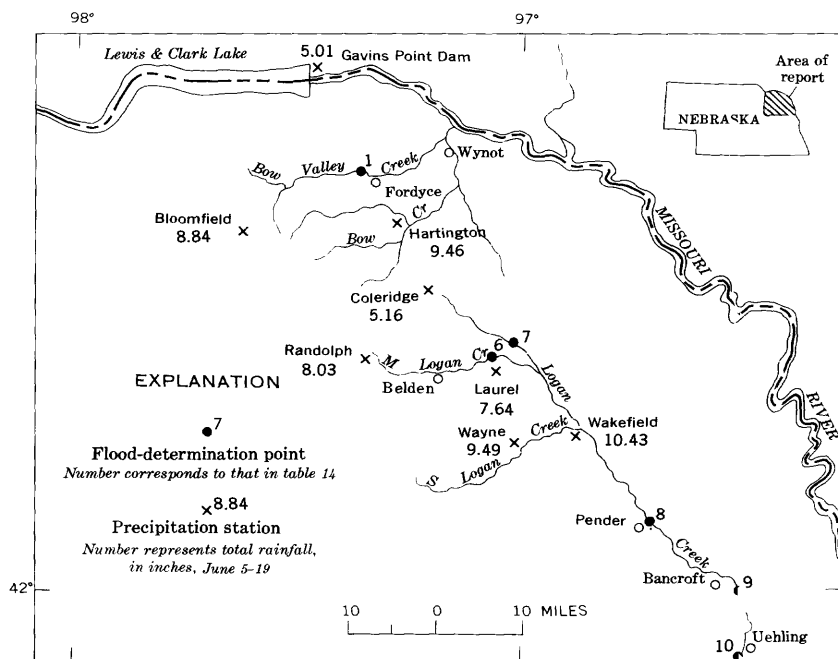 98°
97°
Lewis & Clark Lake
5.01
Gavins Point Dam
Area of
report
NEBRASKA
Wynot
1
Bow Valley Creek
Fordyce
MISSOURI
Bloomfield
8.84
Bow Cr
Hartington
9.46
Coleridge
5.16
7
6
Randolph
8.03
M Logan Cr
Logan
Belden
Laurel
7.64
RIVER
EXPLANATION
7
Flood-determination point
Number corresponds to that in table 14
8.84
Precipitation station
Number represents total rainfall,
in inches, June 5-19
Wayne
9.49
Wakefield
10.43
S Logan Creek
8
Pender
Creek
Bancroft
9
42°
10 0 10 MILES
Uehling
10